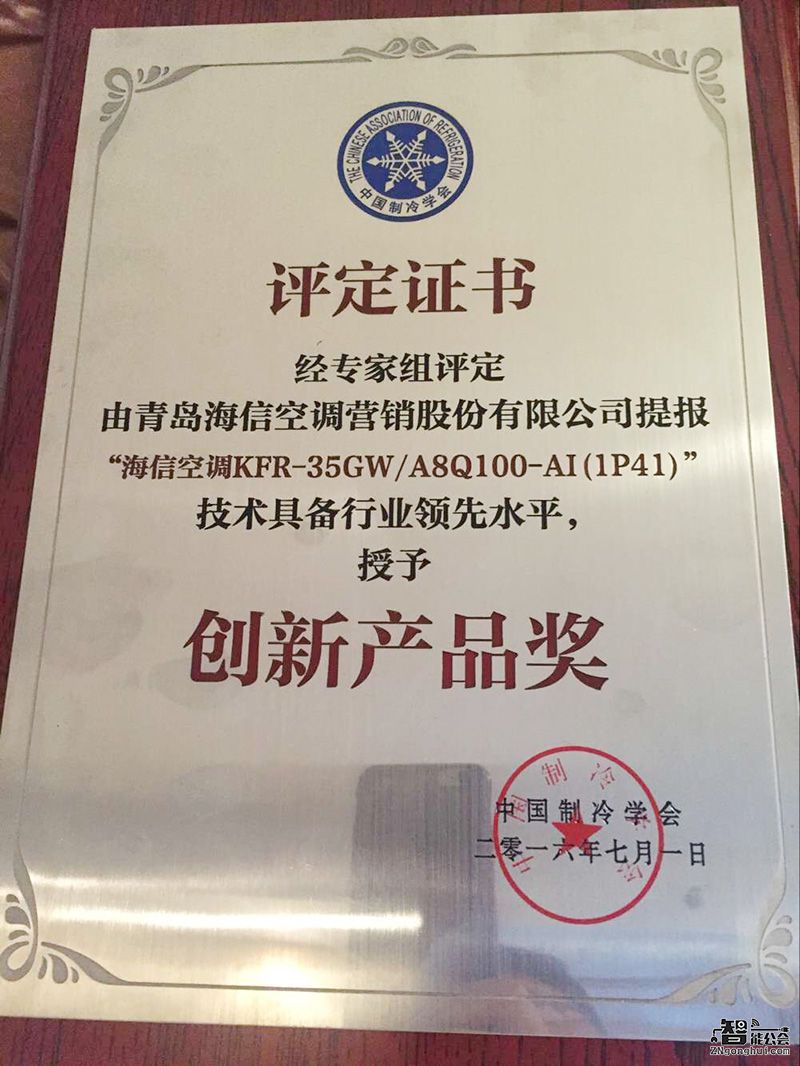 THE CHINESE ASSOCIATION OF REFRIGERATION
中国制冷学会
评定证书
经专家组评定
由青岛海信空调营销股份有限公司提报
“海信空调KFR-35GW/A8Q100-AI(1P41)”
技术具备行业领先水平，
授予
创新产品奖
中国制冷学会
二零一六年七月一日
智能公会
ZNgonghui.com